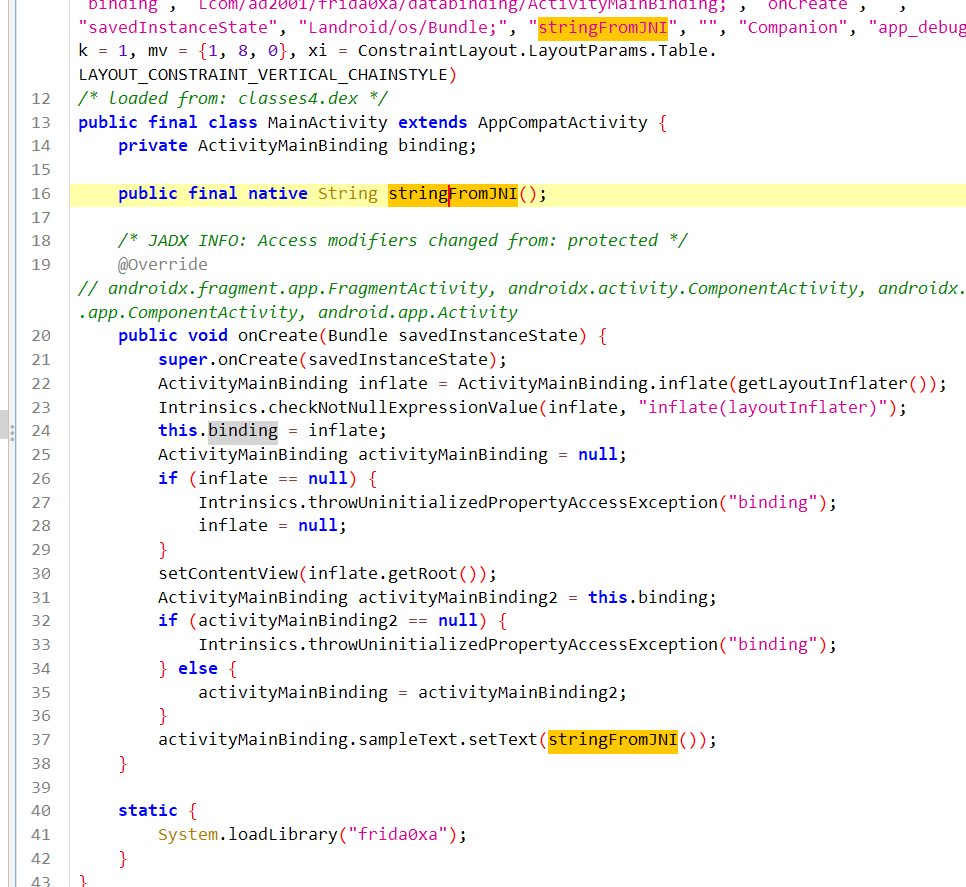 binding", "Lcom/ad2001/frida0xa/databinding/ActivityMainBinding;", "onCreate", "",
"savedInstanceState", "Landroid/os/Bundle;", "stringFromJNI", "", "Companion", "app_debug
k = 1, mv = {1, 8, 0}, xi = ConstraintLayout.LayoutParams.Table.
LAYOUT_CONSTRAINT_VERTICAL_CHAINSTYLE)
12 /* loaded from: classes4.dex */
13 public final class MainActivity extends AppCompatActivity {
14 private ActivityMainBinding binding;
15
16 public final native String stringFromJNI();
17
18 /* JADX INFO: Access modifiers changed from: protected */
19 @Override
// androidx.fragment.app.FragmentActivity, androidx.activity.ComponentActivity, androidx.
.app.ComponentActivity, android.app.Activity
20 public void onCreate(Bundle savedInstanceState) {
21 super.onCreate(savedInstanceState);
22 ActivityMainBinding inflate = ActivityMainBinding.inflate(getLayoutInflater());
23 Intrinsics.checkNotNullExpressionValue(inflate, "inflate(layoutInflater)");
24 this.binding = inflate;
25 ActivityMainBinding activityMainBinding = null;
26 if (inflate == null) {
27 Intrinsics.throwUninitializedPropertyAccessException("binding");
28 inflate = null;
29 }
30 setContentView(inflate.getRoot());
31 ActivityMainBinding activityMainBinding2 = this.binding;
32 if (activityMainBinding2 == null) {
33 Intrinsics.throwUninitializedPropertyAccessException("binding");
34 } else {
35 activityMainBinding = activityMainBinding2;
36 }
37 activityMainBinding.sampleText.setText(stringFromJNI());
38 }
39
40 static {
41 System.loadLibrary("frida0xa");
42 }
43 }